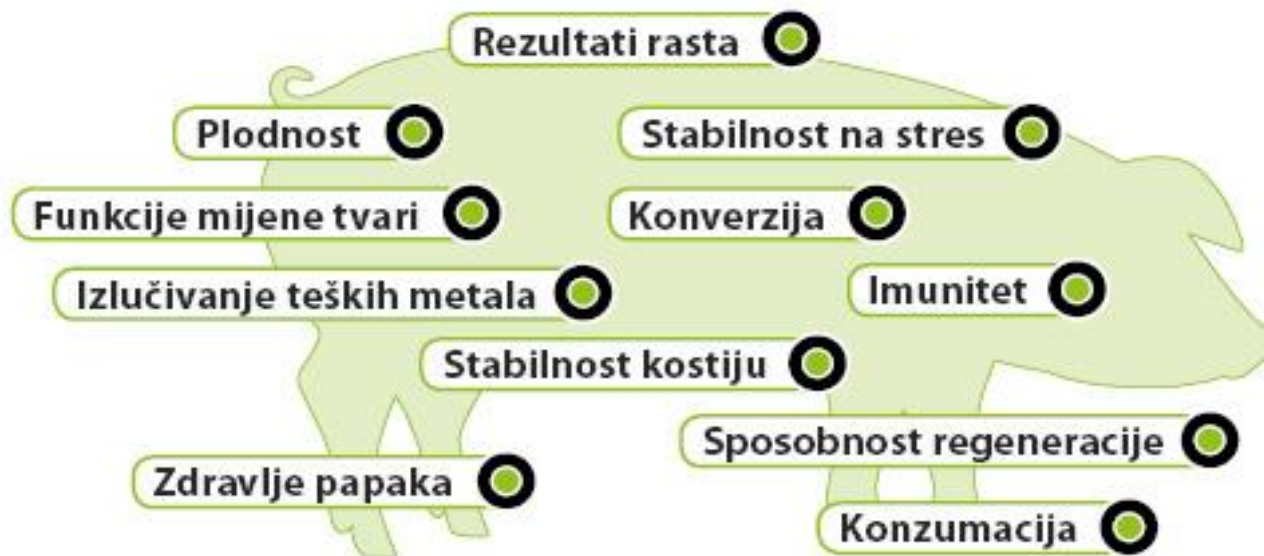 Rezultati rasta
Plodnost
Stabilnost na stres
Funkcije mijene tvari
Konverzija
Izlučivanje teških metala
Imunitet
Stabilnost kostiju
Sposobnost regeneracije
Zdravlje papaka
Konzumacija